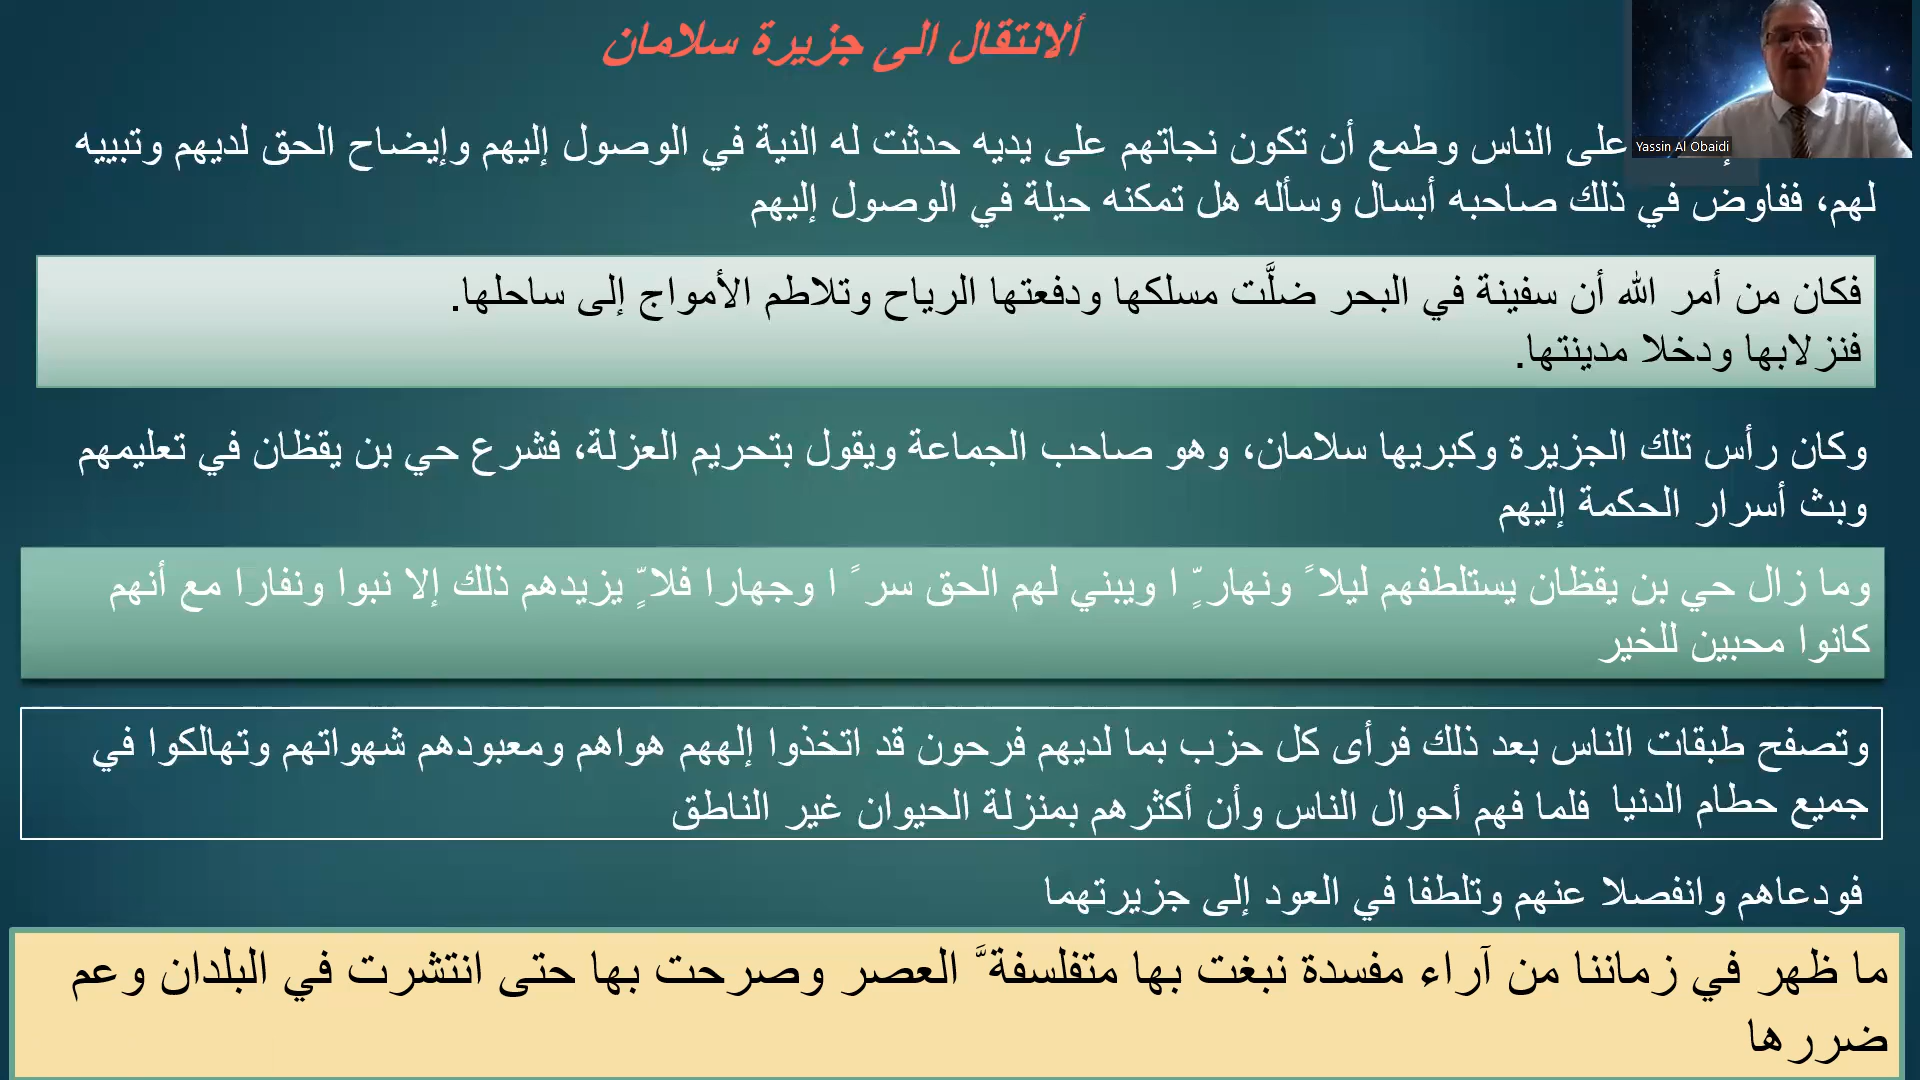 ألانتقال الى جزيرة سلامان
Yassin Al Obaidi
على الناس وطمع أن تكون نجاتهم على يديه حدثت له النية في الوصول إليهم وإيضاح الحق لديهم وتبييه
لهم، ففاوض في ذلك صاحبه أبسال وسأله هل تمكنه حيلة في الوصول إليهم
فكان من أمر الله أن سفينة في البحر ضلَّت مسلكها ودفعتها الرياح وتلاطم الأمواج إلى ساحلها.
فنزلابها ودخلا مدينتها.
وكان رأس تلك الجزيرة وكبريها سلامان، وهو صاحب الجماعة ويقول بتحريم العزلة، فشرع حي بن يقظان في تعليمهم
وبث أسرار الحكمة إليهم
وما زال حي بن يقظان يستلطفهم ليلا ً ونهار ٍّ ا ويبني لهم الحق سر ً ا وجهارا فلا ٍّ يزيدهم ذلك إلا نبوا ونفارا مع أنهم
كانوا محبين للخير
وتصفح طبقات الناس بعد ذلك فرأى كل حزب بما لديهم فرحون قد اتخذوا إلههم هواهم ومعبودهم شهواتهم وتهالكوا في
جميع حطام الدنيا فلما فهم أحوال الناس وأن أكثرهم بمنزلة الحيوان غير الناطق
فودعاهم وانفصلا عنهم وتلطفا في العود إلى جزيرتهما
ما ظهر في زماننا من آراء مفسدة نبغت بها متفلسفة َّ العصر وصرحت بها حتى انتشرت في البلدان وعم
ضررها